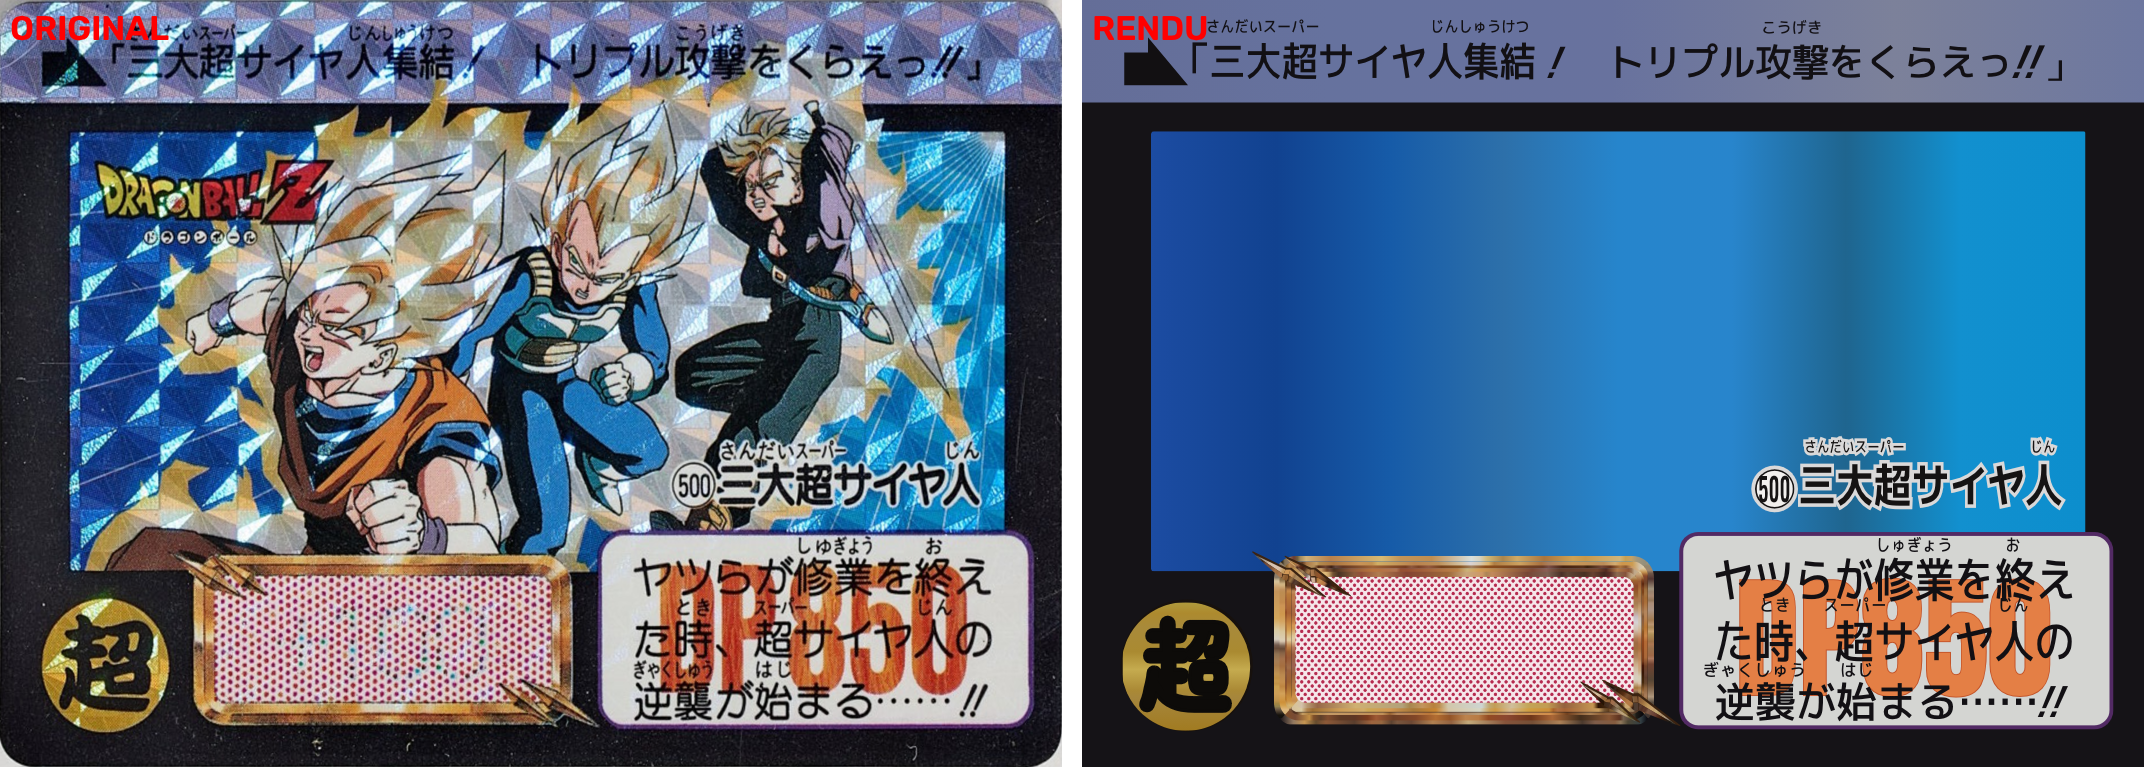 ORIGINAL
さんだいスーパー じんしゅうけつ こうげき
「三大超サイヤ人集結! トリプル攻撃をくらえっ!!」
DRAGON BALL Z
ドラゴンボール
さんだいスーパー じん
500 三大超サイヤ人
DP850
しゅぎょう お
ヤツらが修業を終え
とき スーパー じん
た時、超サイヤ人の
ぎゃくしゅう はじ
逆襲が始まる……!!
超
RENDU
さんだいスーパー じんしゅうけつ こうげき
「三大超サイヤ人集結! トリプル攻撃をくらえっ!!」
さんだいスーパー じん
500 三大超サイヤ人
DP850
しゅぎょう お
ヤツらが修業を終え
とき スーパー じん
た時、超サイヤ人の
ぎゃくしゅう はじ
逆襲が始まる……!!
超